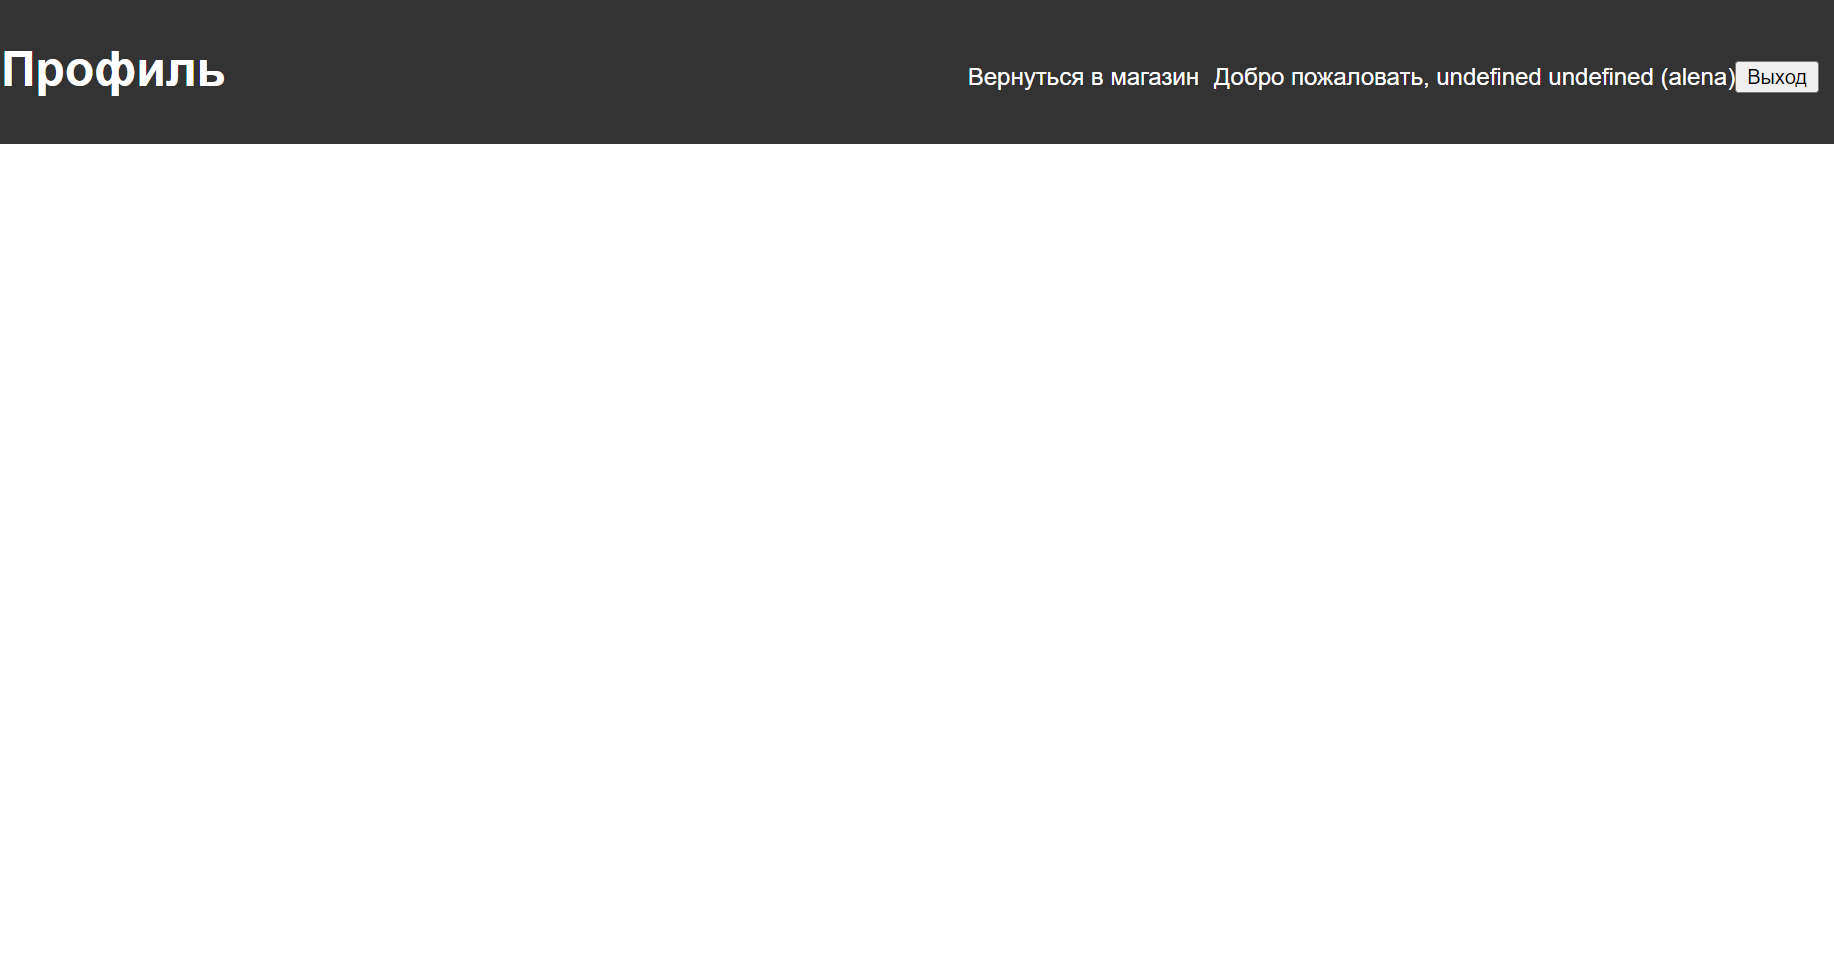 Профиль
Вернуться в магазин Добро пожаловать, undefined undefined (alena) Выход